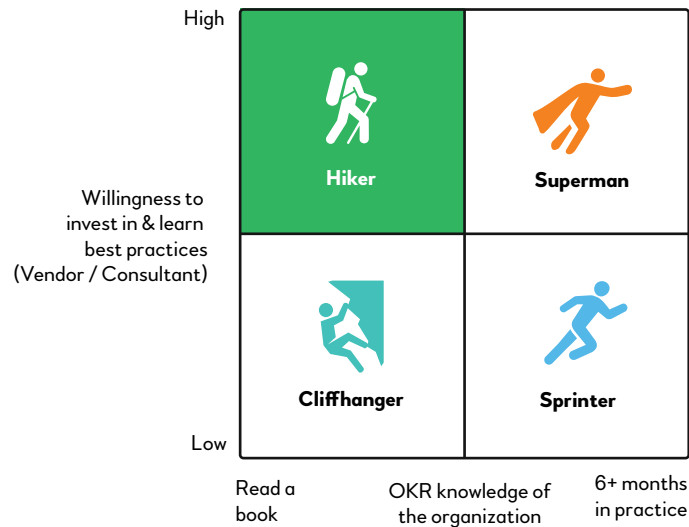 High
Hiker
Superman
Willingness to
invest in & learn
best practices
(Vendor / Consultant)
Cliffhanger
Sprinter
Low
Read a
book
OKR knowledge of
the organization
6+ months
in practice